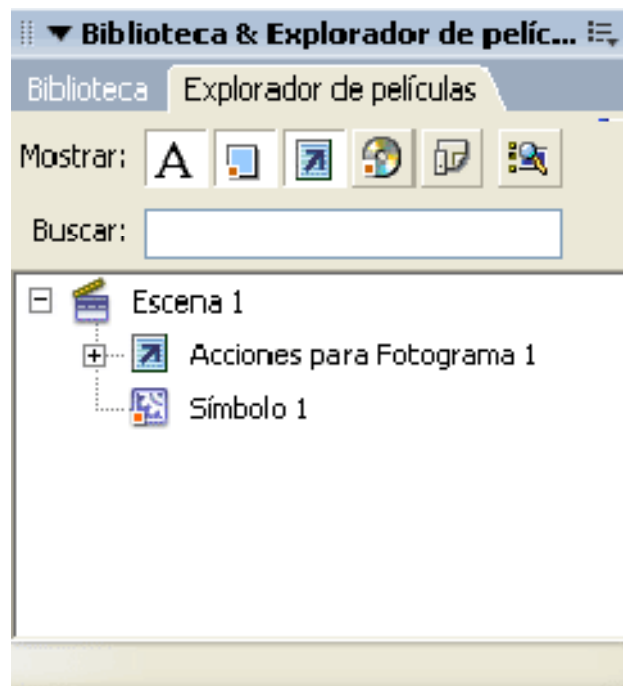 Biblioteca & Explorador de pelíc...
Biblioteca Explorador de películas
Mostrar: A
Buscar:
Escena 1
Acciones para Fotograma 1
Símbolo 1